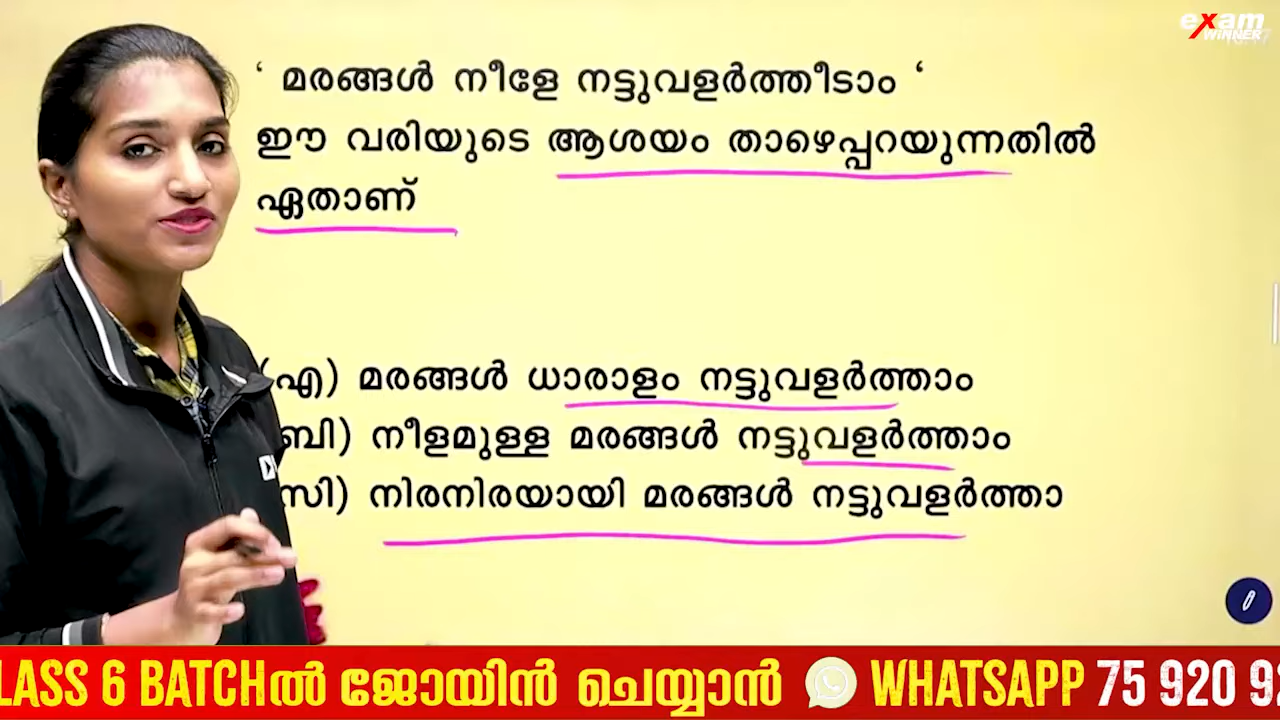 exam
WINNER
‘ മരങ്ങൾ നീളേ നട്ടുവളർത്തീടാം ‘
ഈ വരിയുടെ ആശയം താഴെപ്പറയുന്നതിൽ
ഏതാണ്
(എ) മരങ്ങൾ ധാരാളം നട്ടുവളർത്താം
ബി) നീളമുള്ള മരങ്ങൾ നട്ടുവളർത്താം
സി) നിരനിരയായി മരങ്ങൾ നട്ടുവളർത്താ
LASS 6 BATCHൽ ജോയിൻ ചെയ്യാൻ WHATSAPP 75 920 9